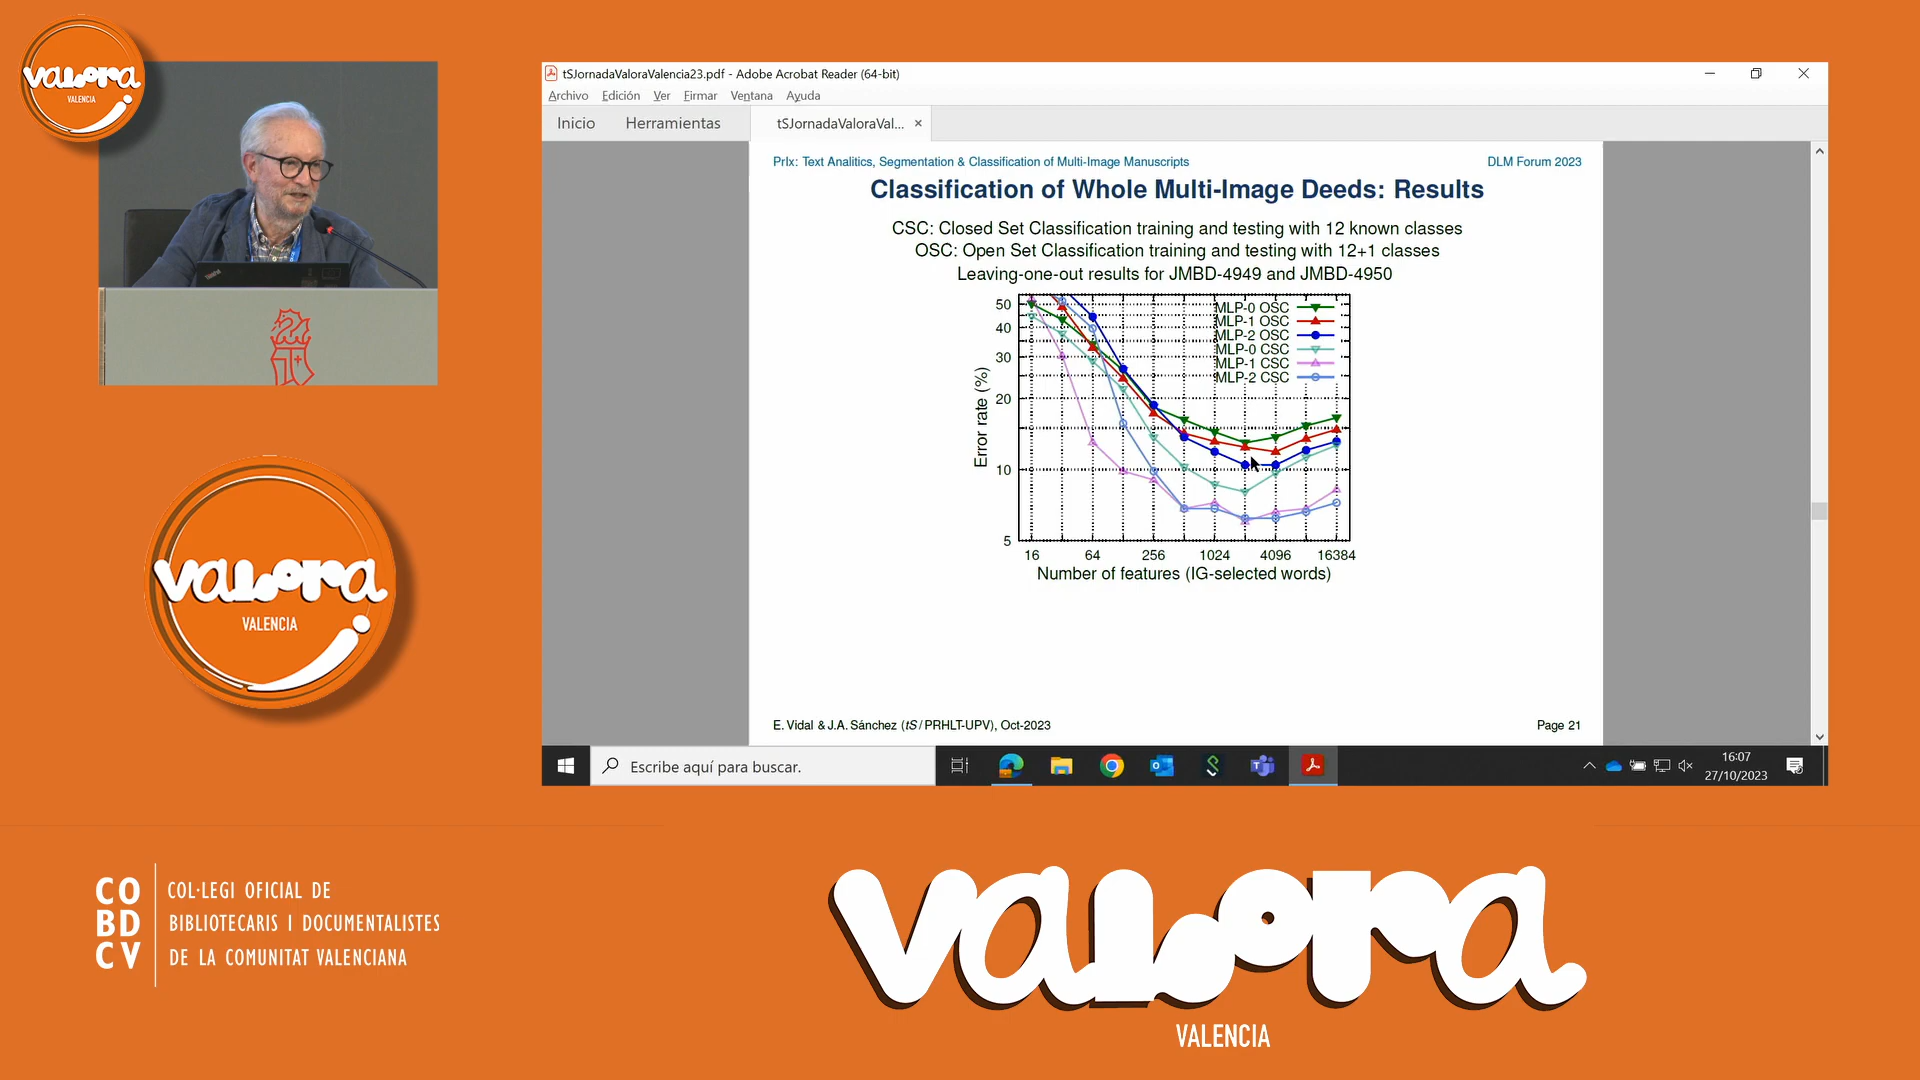 valora
VALENCIA
tSJornadaValoraValencia23.pdf - Adobe Acrobat Reader (64-bit)
Archivo Edición Ver Firmar Ventana Ayuda
Inicio Herramientas tSJornadaValoraVal... ×
PrIx: Text Analitics, Segmentation & Classification of Multi-Image Manuscripts DLM Forum 2023
Classification of Whole Multi-Image Deeds: Results
CSC: Closed Set Classification training and testing with 12 known classes
OSC: Open Set Classification training and testing with 12+1 classes
Leaving-one-out results for JMBD-4949 and JMBD-4950
MLP-0 OSC
MLP-1 OSC
MLP-2 OSC
MLP-0 CSC
MLP-1 CSC
MLP-2 CSC
50
40
30
20
10
5
Error rate (%)
16 64 256 1024 4096 16384
Number of features (IG-selected words)
E. Vidal & J.A. Sánchez (tS / PRHLT-UPV), Oct-2023 Page 21
Escribe aquí para buscar.
16:07
27/10/2023
valora
VALENCIA
CO
BD
CV
COL·LEGI OFICIAL DE
BIBLIOTECARIS I DOCUMENTALISTES
DE LA COMUNITAT VALENCIANA
valora
VALENCIA